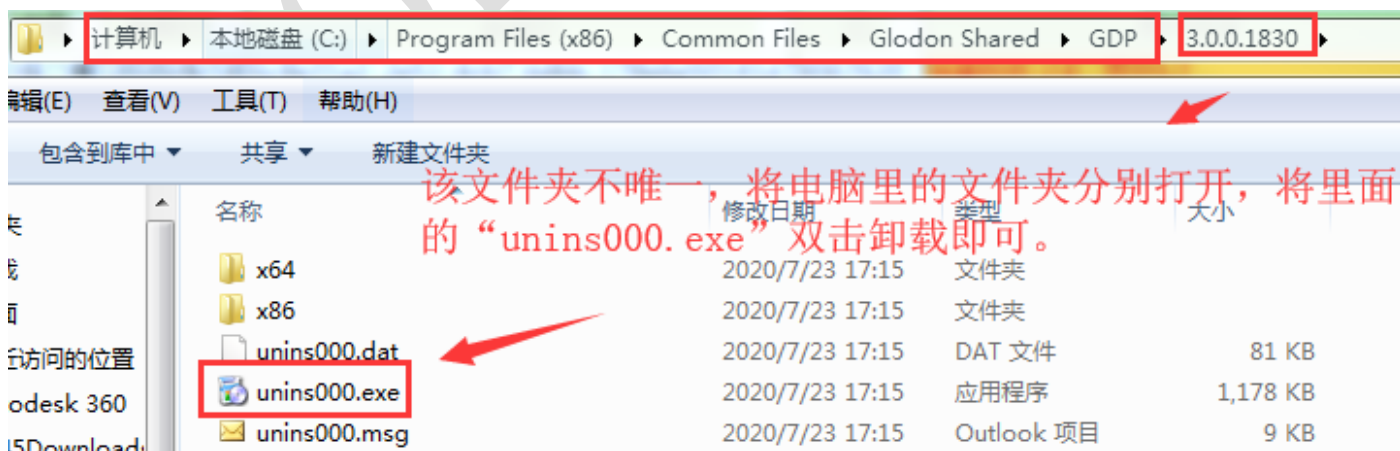 计算机 本地磁盘 (C:) Program Files (x86) Common Files Glodon Shared GDP 3.0.0.1830
编辑(E) 查看(V) 工具(T) 帮助(H)
包含到库中 共享 新建文件夹
该文件夹不唯一，将电脑里的文件夹分别打开，将里面
的“unins000.exe”双击卸载即可。
名称 修改日期 类型 大小
x64 2020/7/23 17:15 文件夹
x86 2020/7/23 17:15 文件夹
unins000.dat 2020/7/23 17:15 DAT 文件 81 KB
访问的位置
unins000.exe 2020/7/23 17:15 应用程序 1,178 KB
odesk 360
unins000.msg 2020/7/23 17:15 Outlook 项目 9 KB